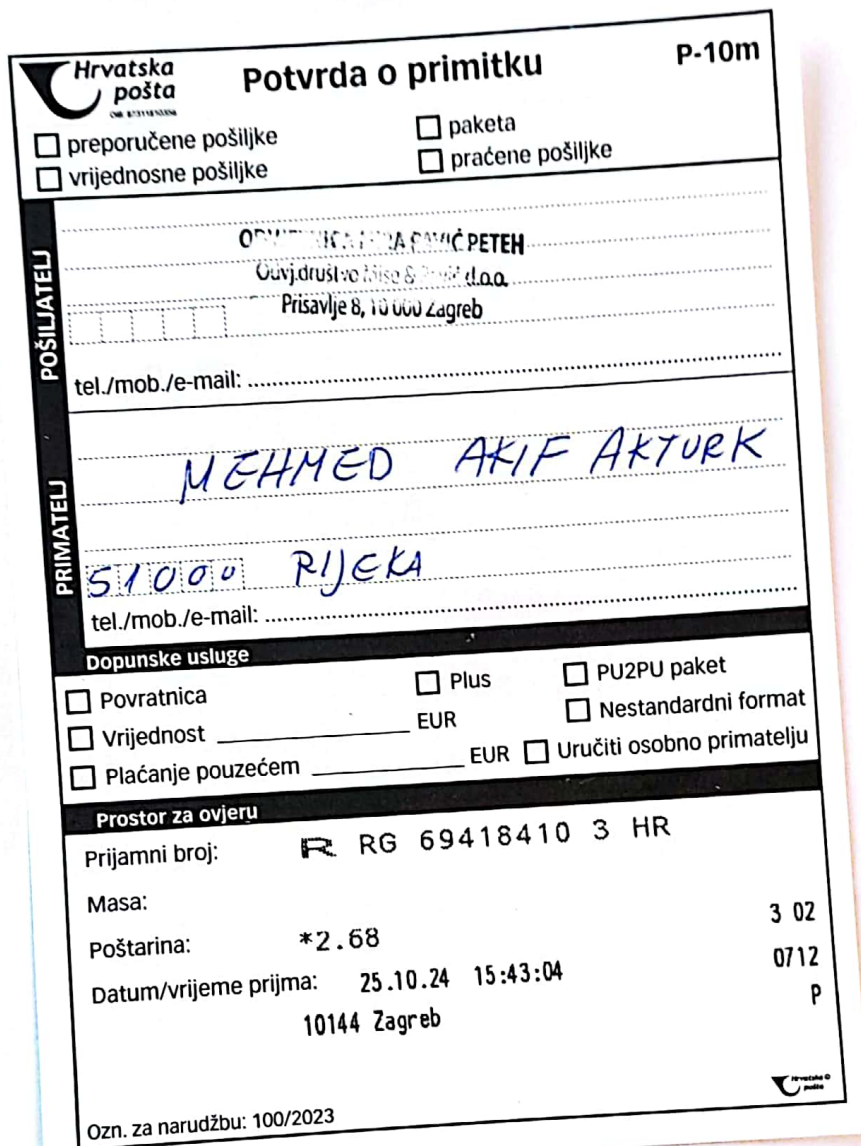 Hrvatska pošta
Potvrda o primitku
P-10m
preporučene pošiljke
paketa
vrijednosne pošiljke
praćene pošiljke
POŠILJATELJ
PETEH
Prisavlje 8, 10 000 Zagreb
tel./mob./e-mail:
PRIMATELJ
MEHMED AKIF AKTURK
51000 RIJEKA
tel./mob./e-mail:
Dopunske usluge
Povratnica
Plus
PU2PU paket
Vrijednost EUR
Nestandardni format
Plaćanje pouzećem EUR
Uručiti osobno primatelju
Prostor za ovjeru
Prijamni broj: R RG 69418410 3 HR
Masa:
3 02
Poštarina: *2.68
0712
Datum/vrijeme prijma: 25.10.24 15:43:04
P
10144 Zagreb
Hrvatska pošta
Ozn. za narudžbu: 100/2023